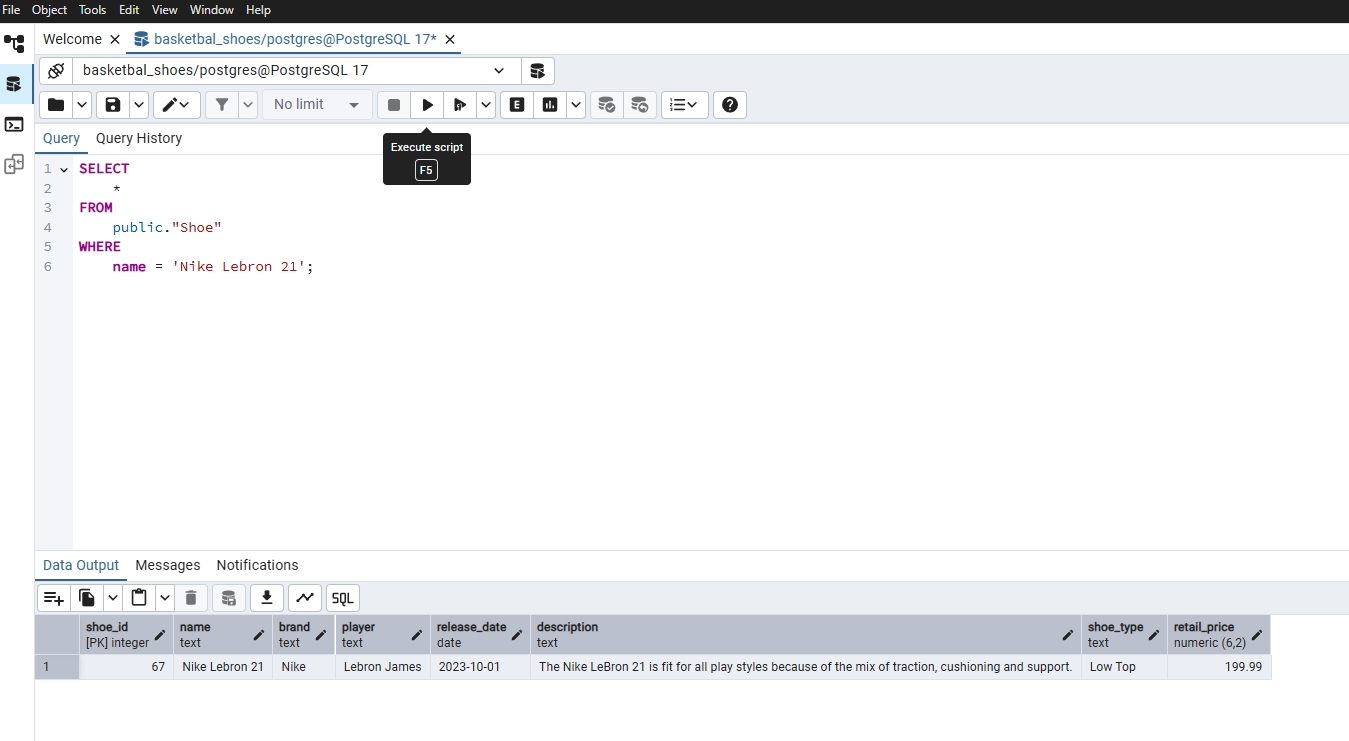 File Object Tools Edit View Window Help
Welcome basketbal_shoes/postgres@PostgreSQL 17*
basketbal_shoes/postgres@PostgreSQL 17
No limit E
Query Query History
Execute script
F5
1 SELECT
2 *
3 FROM
4 public."Shoe"
5 WHERE
6 name = 'Nike Lebron 21';
Data Output Messages Notifications
SQL
shoe_id name brand player release_date description shoe_type retail_price
[PK] integer text text text date text text numeric (6,2)
1 67 Nike Lebron 21 Nike Lebron James 2023-10-01 The Nike LeBron 21 is fit for all play styles because of the mix of traction, cushioning and support. Low Top 199.99